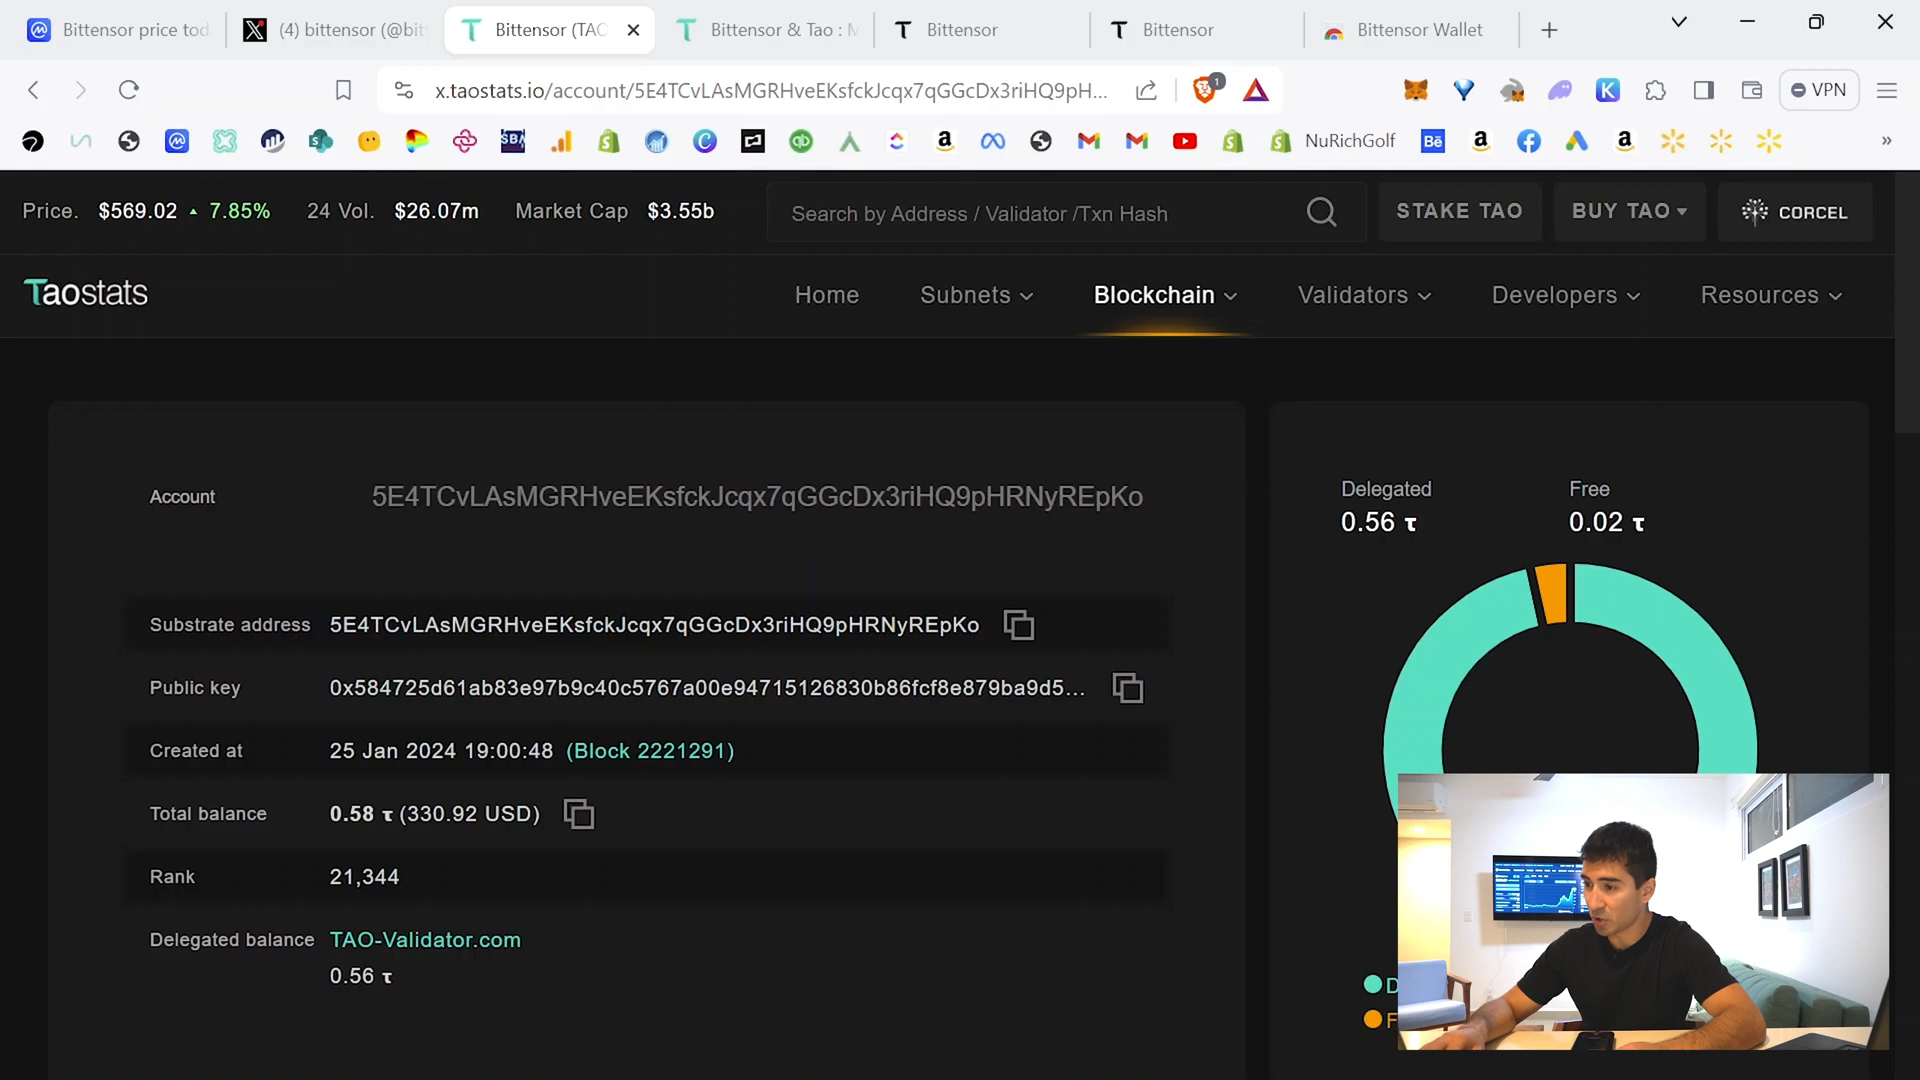 Bittensor price tod
(4) bittensor (@bit
Bittensor (TAO
Bittensor & Tao : M
Bittensor
Bittensor
Bittensor Wallet
x.taostats.io/account/5E4TCvLAsMGRHveEKsfckJcqx7qGGcDx3riHQ9pH...
1
VPN
SBA
NuRichGolf
Bē
Price. $569.02 ▲ 7.85% 24 Vol. $26.07m Market Cap $3.55b
Search by Address / Validator /Txn Hash
STAKE TAO
BUY TAO ▾
CORCEL
Taostats
Home
Subnets
Blockchain
Validators
Developers
Resources
Account 5E4TCvLAsMGRHveEKsfckJcqx7qGGcDx3riHQ9pHRNyREpKo
Substrate address 5E4TCvLAsMGRHveEKsfckJcqx7qGGcDx3riHQ9pHRNyREpKo
Public key 0x584725d61ab83e97b9c40c5767a00e94715126830b86fcf8e879ba9d5...
Created at 25 Jan 2024 19:00:48 (Block 2221291)
Total balance 0.58 τ (330.92 USD)
Rank 21,344
Delegated balance TAO-Validator.com
0.56 τ
Delegated
0.56 τ
Free
0.02 τ
D
F